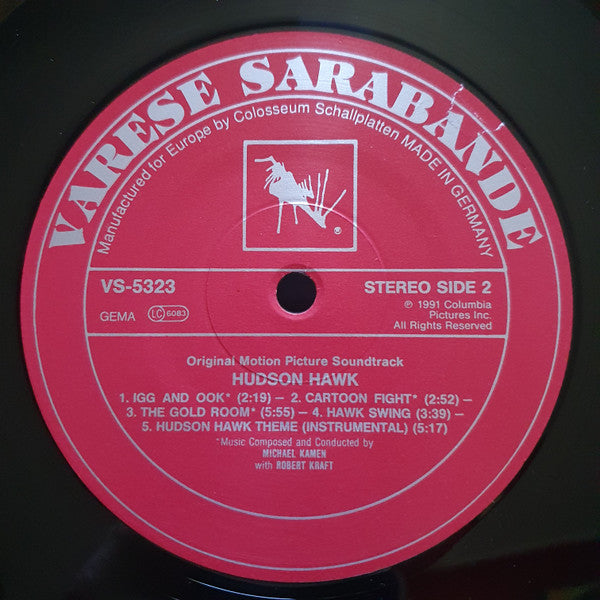 VARESE SARABANDE
Manufactured for Europe by Colosseum Schallplatten MADE IN GERMANY
®
VS-5323
STEREO SIDE 2
GEMA LC 6083
℗ 1991 Columbia
Pictures Inc.
All Rights Reserved
Original Motion Picture Soundtrack
HUDSON HAWK
1. IGG AND OOK* (2:19) – 2. CARTOON FIGHT* (2:52) –
3. THE GOLD ROOM* (5:55) – 4. HAWK SWING (3:39) –
5. HUDSON HAWK THEME (INSTRUMENTAL) (5:17)
*Music Composed and Conducted by
MICHAEL KAMEN
with ROBERT KRAFT